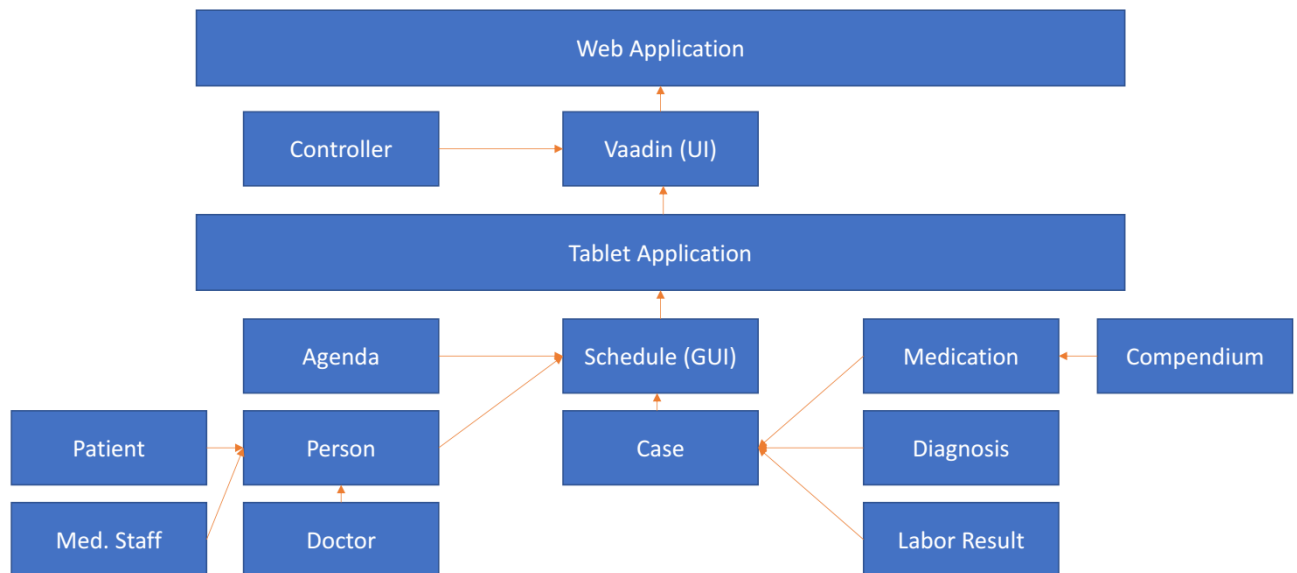 Web Application
Controller
Vaadin (UI)
Tablet Application
Agenda
Schedule (GUI)
Medication
Compendium
Patient
Person
Case
Diagnosis
Med. Staff
Doctor
Labor Result